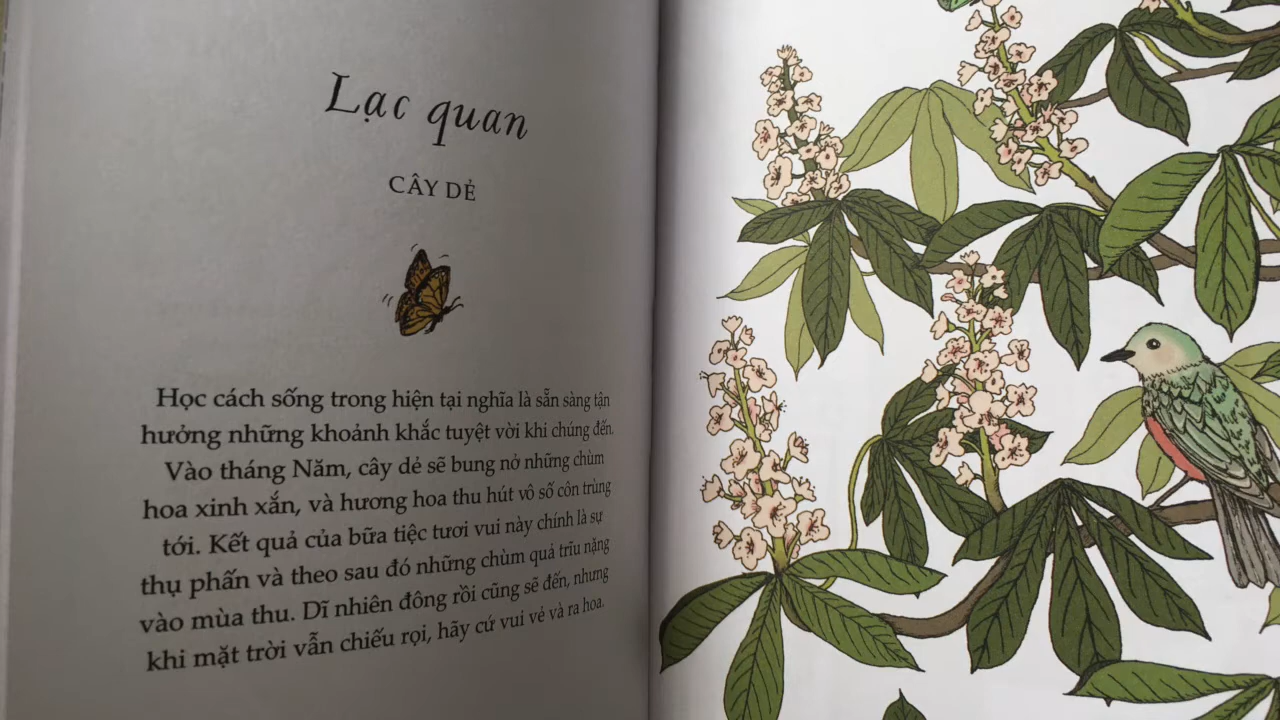 Lạc quan
CÂY DẺ
Học cách sống trong hiện tại nghĩa là sẵn sàng tận
hưởng những khoảnh khắc tuyệt vời khi chúng đến.
Vào tháng Năm, cây dẻ sẽ bung nở những chùm
hoa xinh xắn, và hương hoa thu hút vô số côn trùng
tới. Kết quả của bữa tiệc tươi vui này chính là sự
thụ phấn và theo sau đó những chùm quả trĩu nặng
vào mùa thu. Dĩ nhiên đông rồi cũng sẽ đến, nhưng
khi mặt trời vẫn chiếu rọi, hãy cứ vui vẻ và ra hoa.